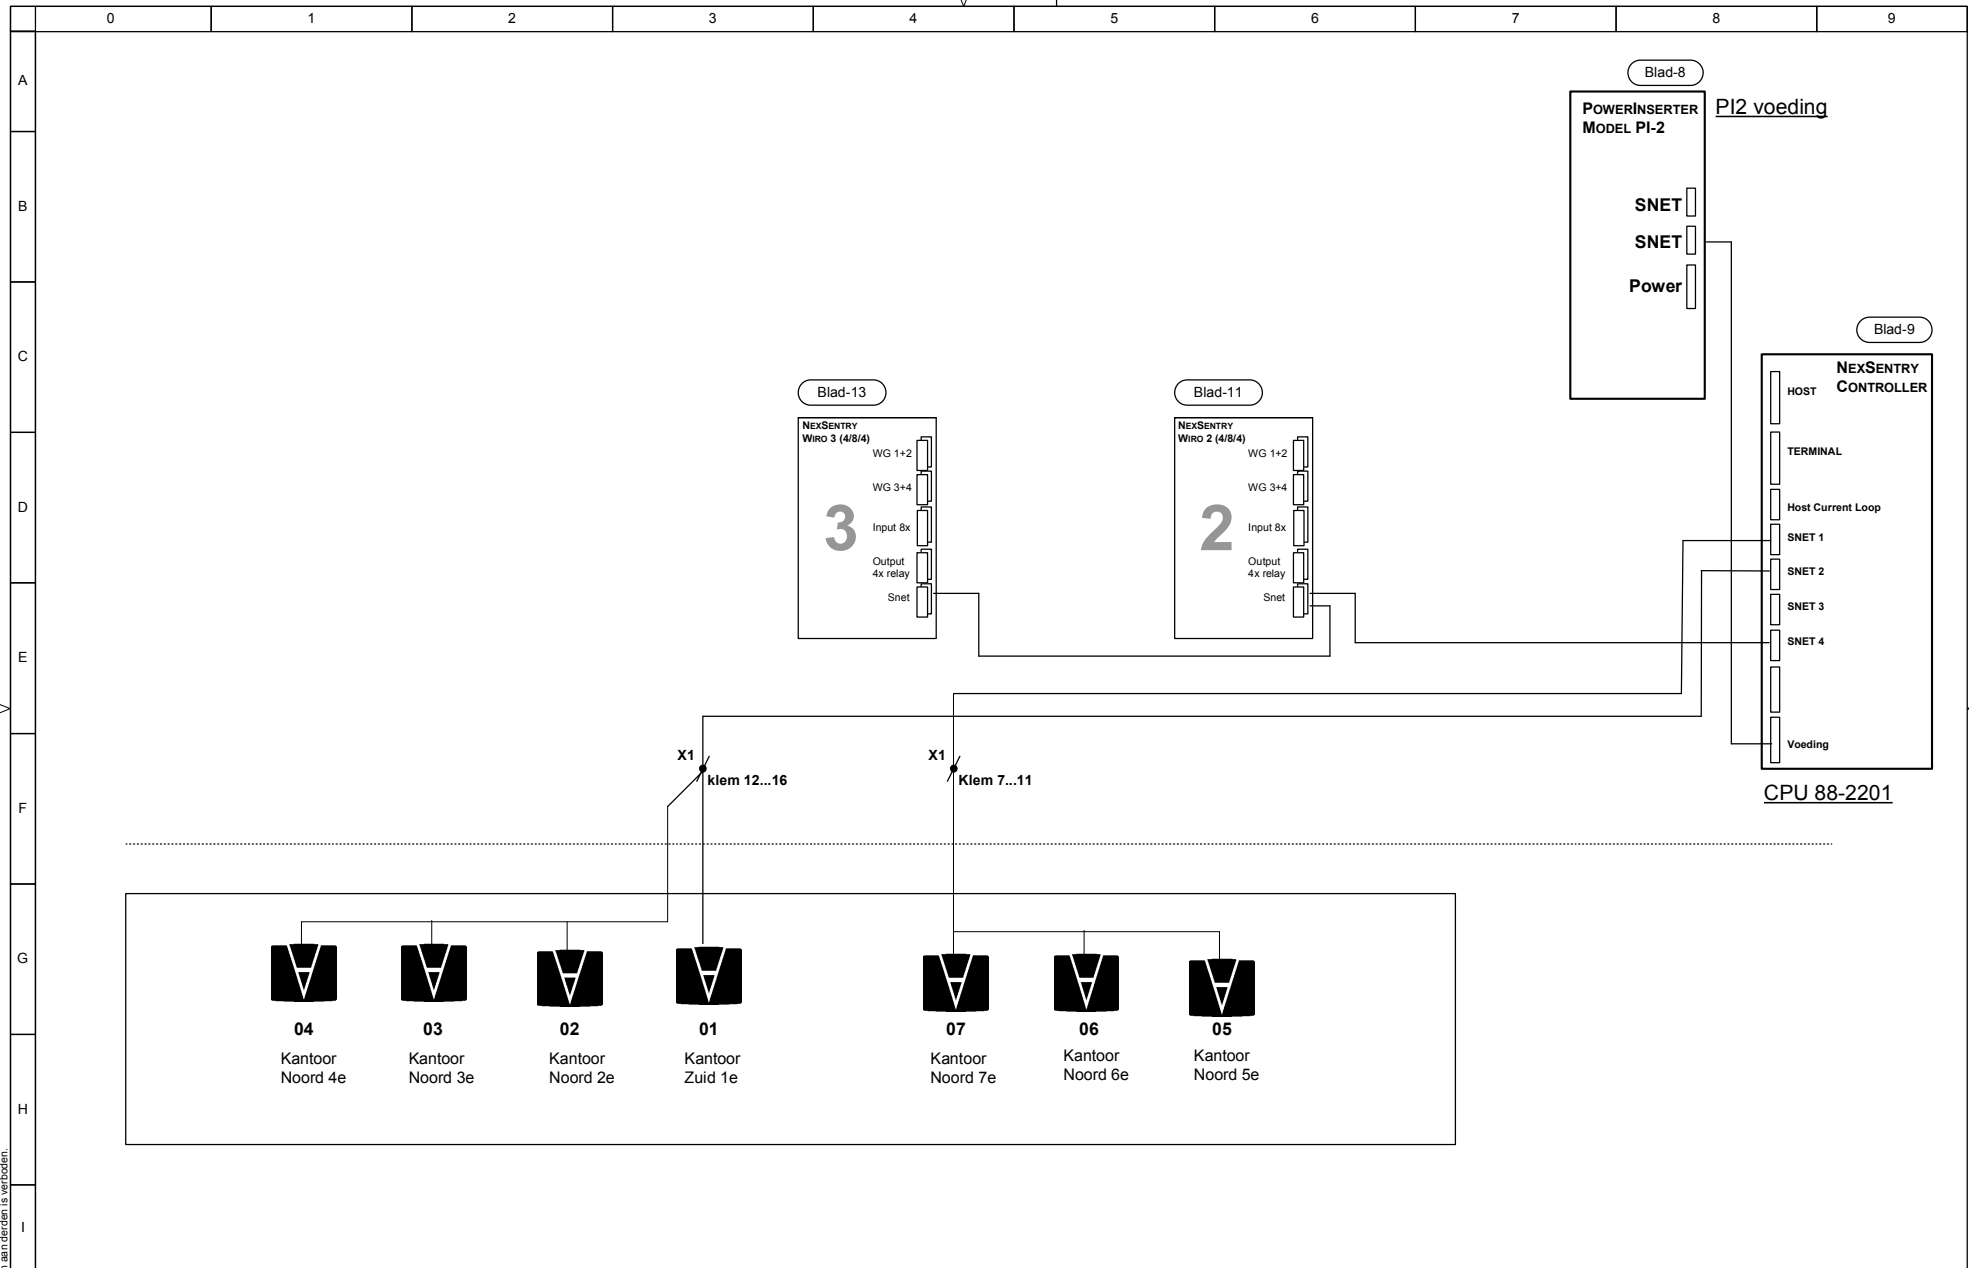 0 1 2 3 4 5 6 7 8 9
A
B
C
D
E
F
G
H
I
Blad-8
POWERINSERTER
MODEL PI-2
PI2 voeding
SNET
SNET
Power
Blad-9
NEXSENTRY
CONTROLLER
HOST
TERMINAL
Host Current Loop
SNET 1
SNET 2
SNET 3
SNET 4
Voeding
CPU 88-2201
Blad-13
NEXSENTRY
WIRO 3 (4/8/4)
WG 1+2
WG 3+4
3
Input 8x
Output
4x relay
Snet
Blad-11
NEXSENTRY
WIRO 2 (4/8/4)
WG 1+2
WG 3+4
2
Input 8x
Output
4x relay
Snet
X1
klem 12...16
X1
Klem 7...11
04
Kantoor
Noord 4e
03
Kantoor
Noord 3e
02
Kantoor
Noord 2e
01
Kantoor
Zuid 1e
07
Kantoor
Noord 7e
06
Kantoor
Noord 6e
05
Kantoor
Noord 5e
aan derden is verboden.